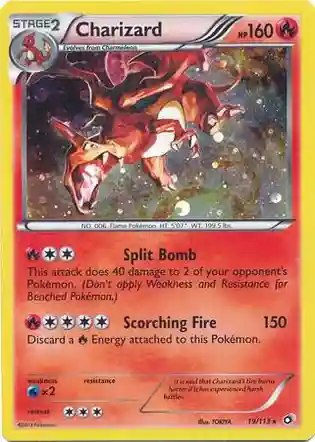 STAGE2 Charizard HP160
Evolves from Charmeleon
NO. 006 Flame Pokémon HT: 5'07" WT: 199.5 lbs.
Split Bomb
This attack does 40 damage to 2 of your opponent's
Pokémon. (Don't apply Weakness and Resistance for
Benched Pokémon.)
Scorching Fire 150
Discard a Energy attached to this Pokémon.
weakness resistance
×2
retreat
It is said that Charizard's fire burns
hotter if it has experienced
harsh battles.
©2013 Pokémon
Illus. TOKIYA
19/113